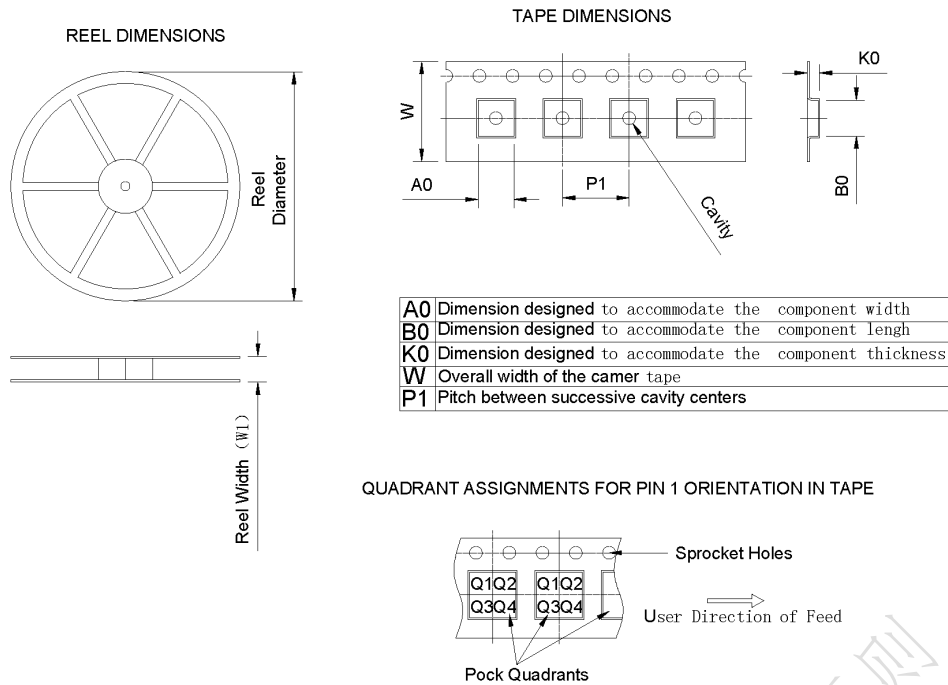 REEL DIMENSIONS
TAPE DIMENSIONS
Reel
Diameter
Reel Width (W1)
W
A0
P1
Cavity
K0
B0
A0 Dimension designed to accommodate the component width
B0 Dimension designed to accommodate the component lengh
K0 Dimension designed to accommodate the component thickness
W Overall width of the camer tape
P1 Pitch between successive cavity centers
QUADRANT ASSIGNMENTS FOR PIN 1 ORIENTATION IN TAPE
Sprocket Holes
Q1Q2 Q1Q2
Q3Q4 Q3Q4
User Direction of Feed
Pock Quadrants
则